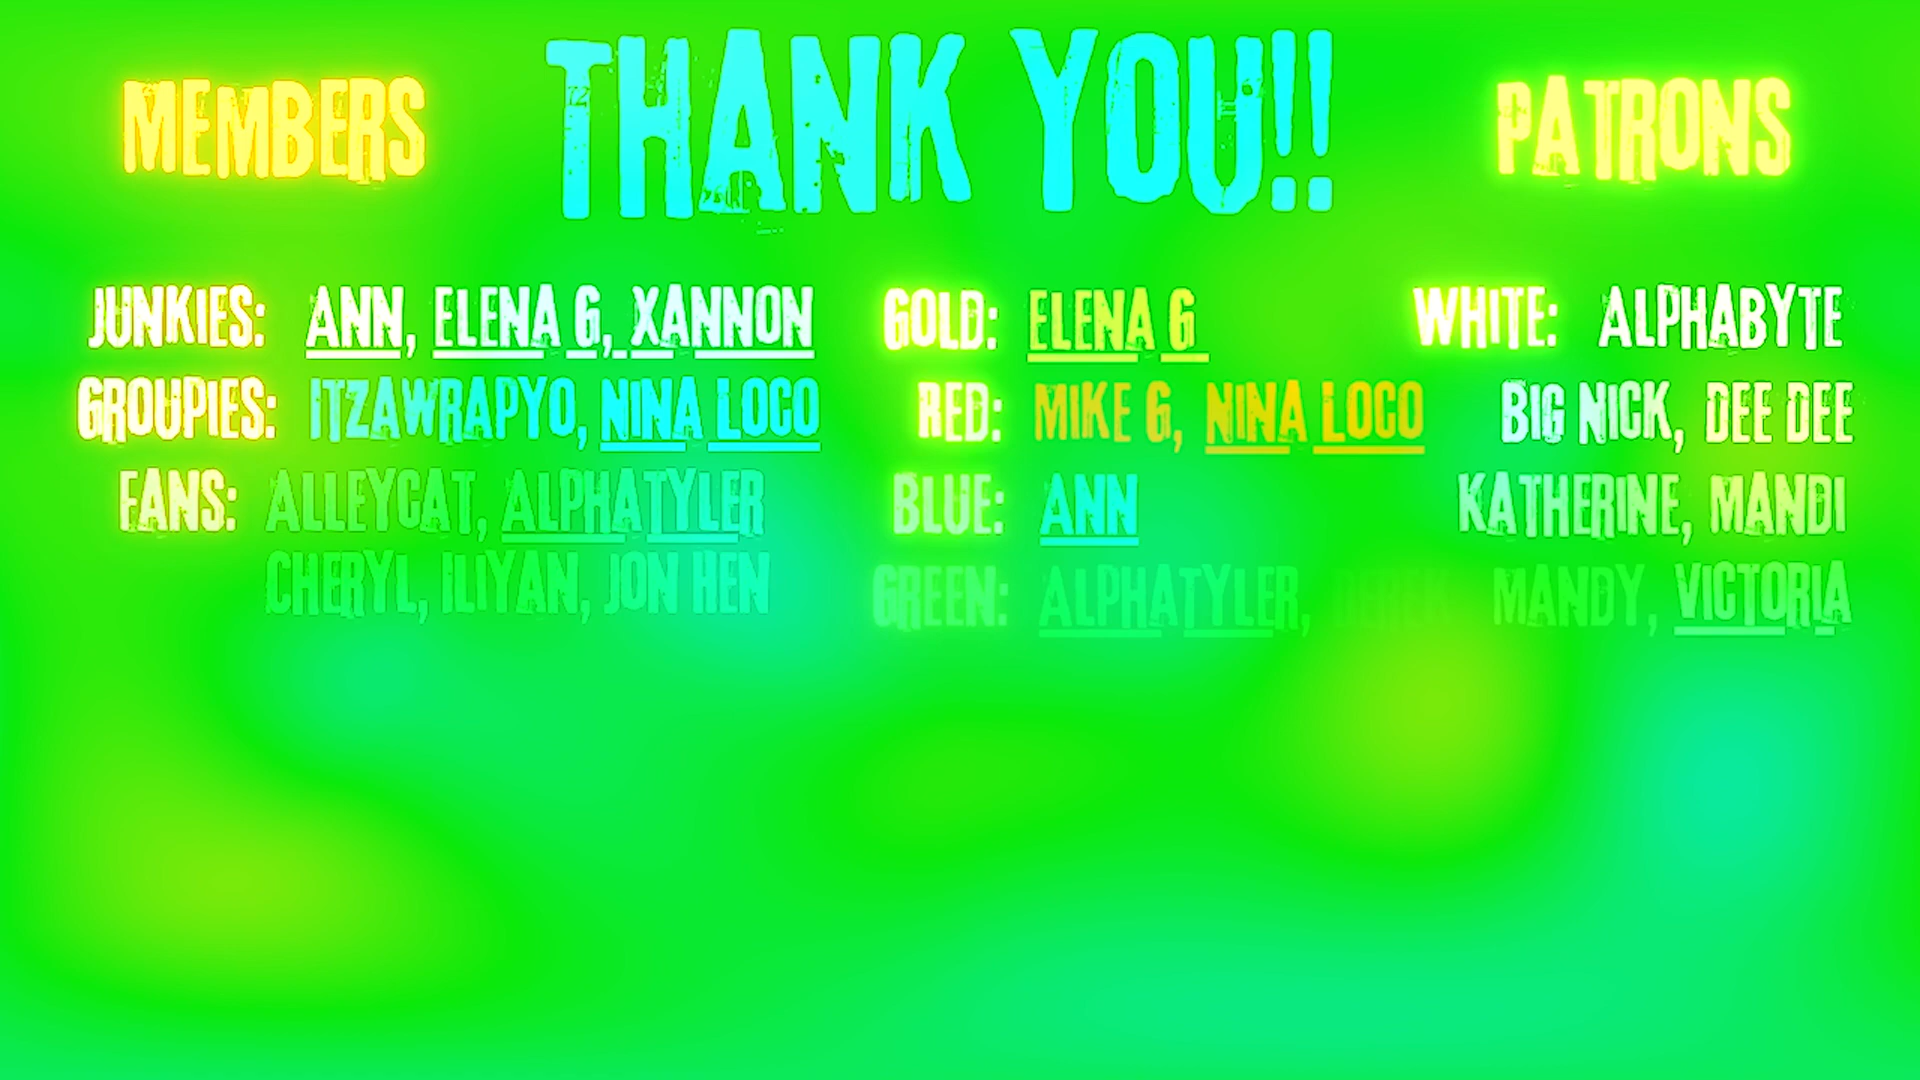 THANK YOU!!
MEMBERS
JUNKIES: ANN, ELENA G, XANNON
GROUPIES: ITZAWRAPYO, NINA LOCO
FANS: ALLEYCAT, ALPHATYLER
CHERYL, ILIYAN, JON HEN
PATRONS
GOLD: ELENA G
RED: MIKE G, NINA LOCO
BLUE: ANN
GREEN: ALPHATYLER, DEREK
WHITE: ALPHABYTE
BIG NICK, DEE DEE
KATHERINE, MANDI
MANDY, VICTORIA